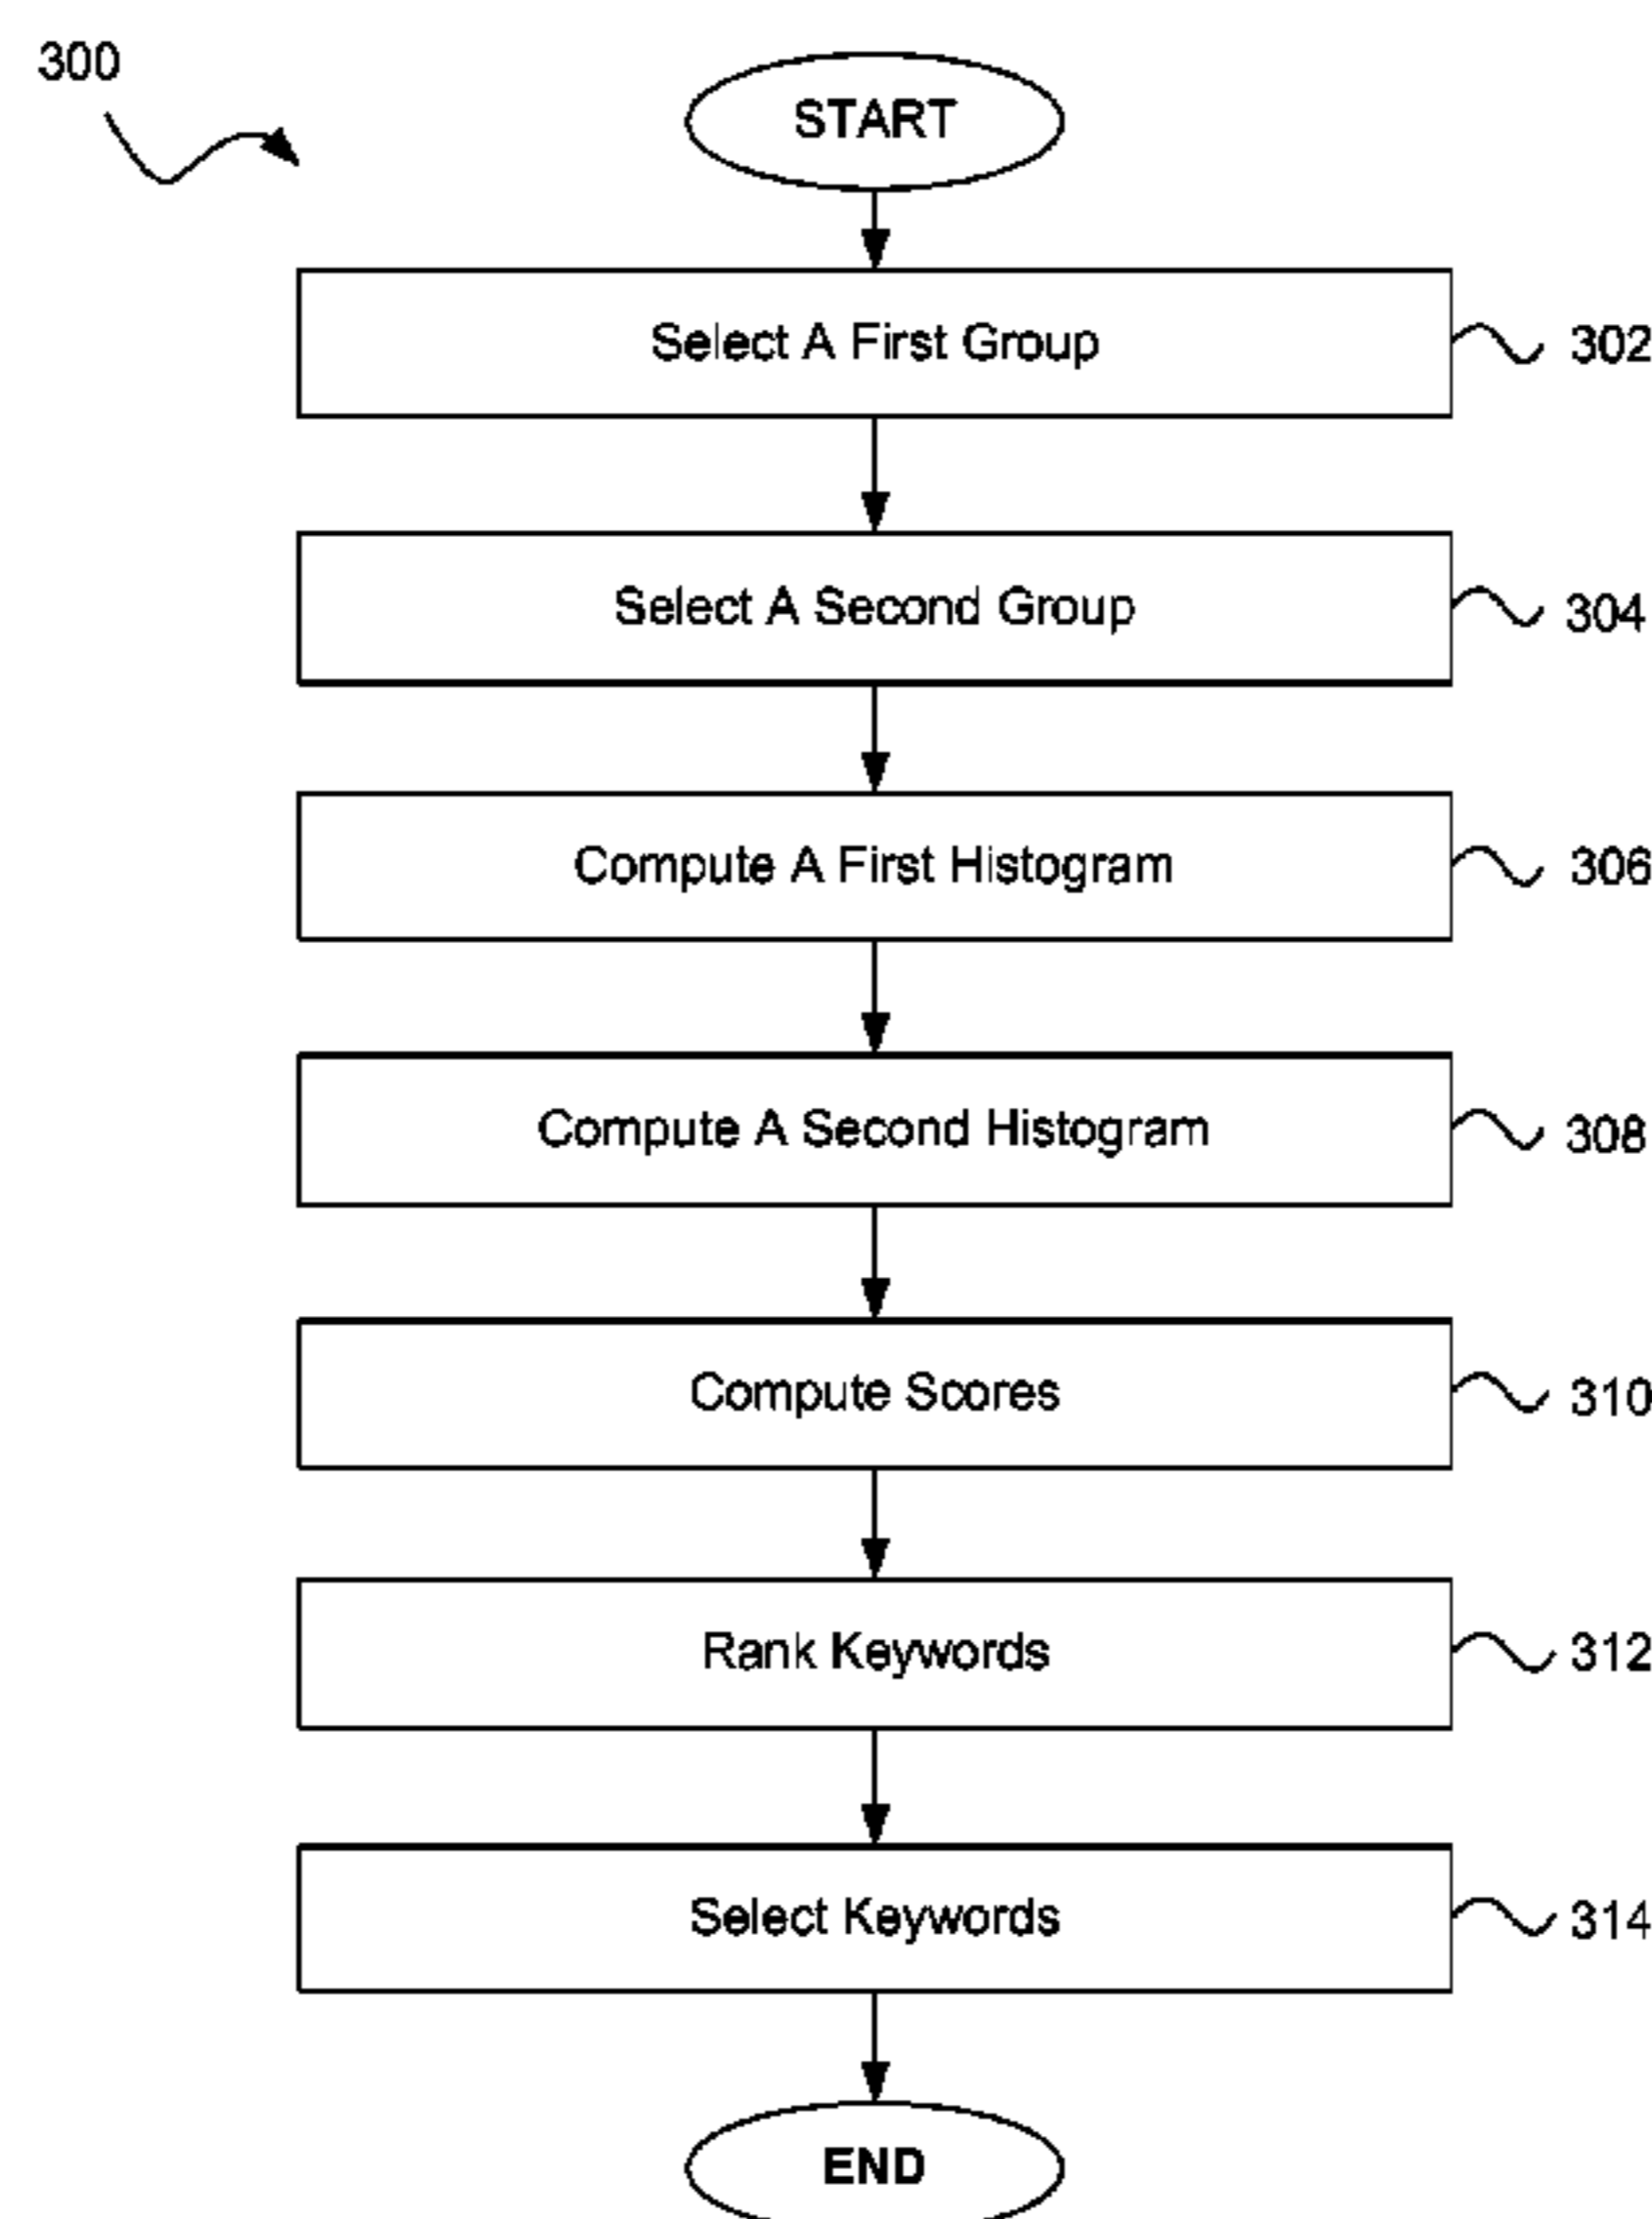 300
START
Select A First Group
302
Select A Second Group
304
Compute A First Histogram
306
Compute A Second Histogram
308
Compute Scores
310
Rank Keywords
312
Select Keywords
314
END